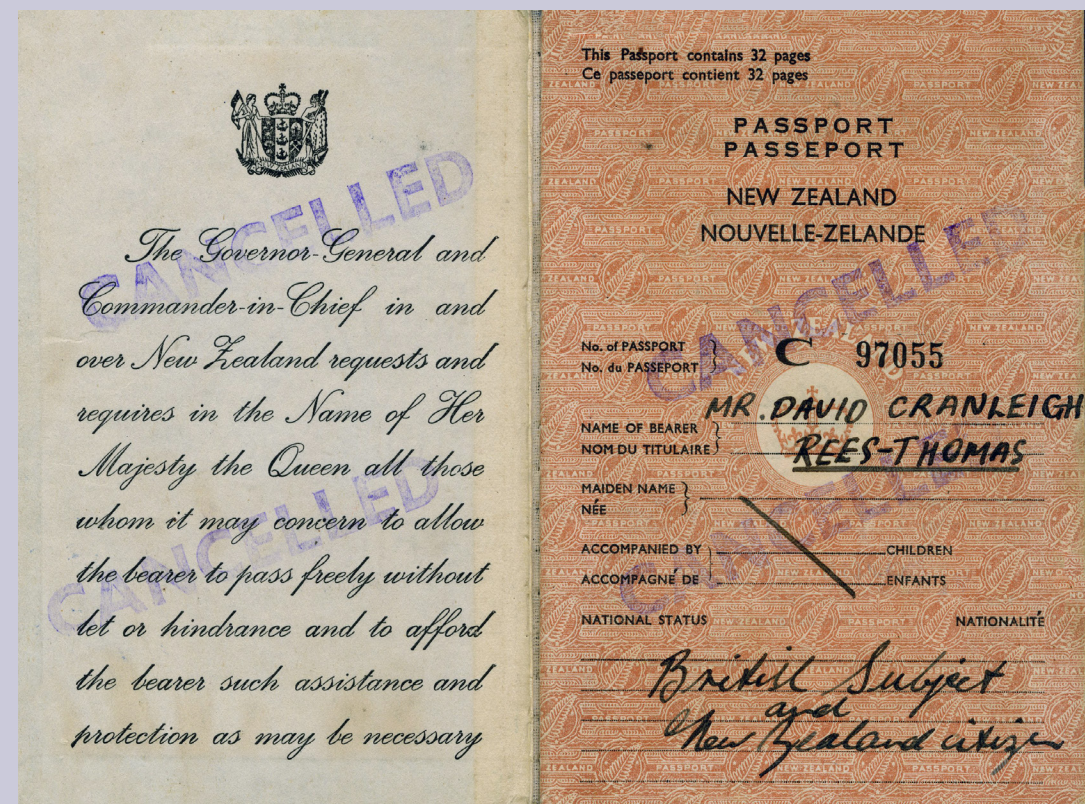 NEW ZEALAND
The Governor-General and
Commander-in-Chief in and
over New Zealand requests and
requires in the Name of Her
Majesty the Queen all those
whom it may concern to allow
the bearer to pass freely without
let or hindrance and to afford
the bearer such assistance and
protection as may be necessary
CANCELLED
CANCELLED
This Passport contains 32 pages
Ce passeport contient 32 pages
PASSPORT
PASSEPORT
NEW ZEALAND
NOUVELLE-ZELANDE
CANCELLED
NEW ZEALAND
No. of PASSPORT
No. du PASSEPORT } C 97055
MR. DAVID CRANLEIGH
NAME OF BEARER
NOM DU TITULAIRE } REES-THOMAS
MAIDEN NAME
NÉE }
CANCELLED
ACCOMPANIED BY CHILDREN
ACCOMPAGNÉ DE ENFANTS
NATIONAL STATUS NATIONALITÉ
British Subject
and
New Zealand citizen